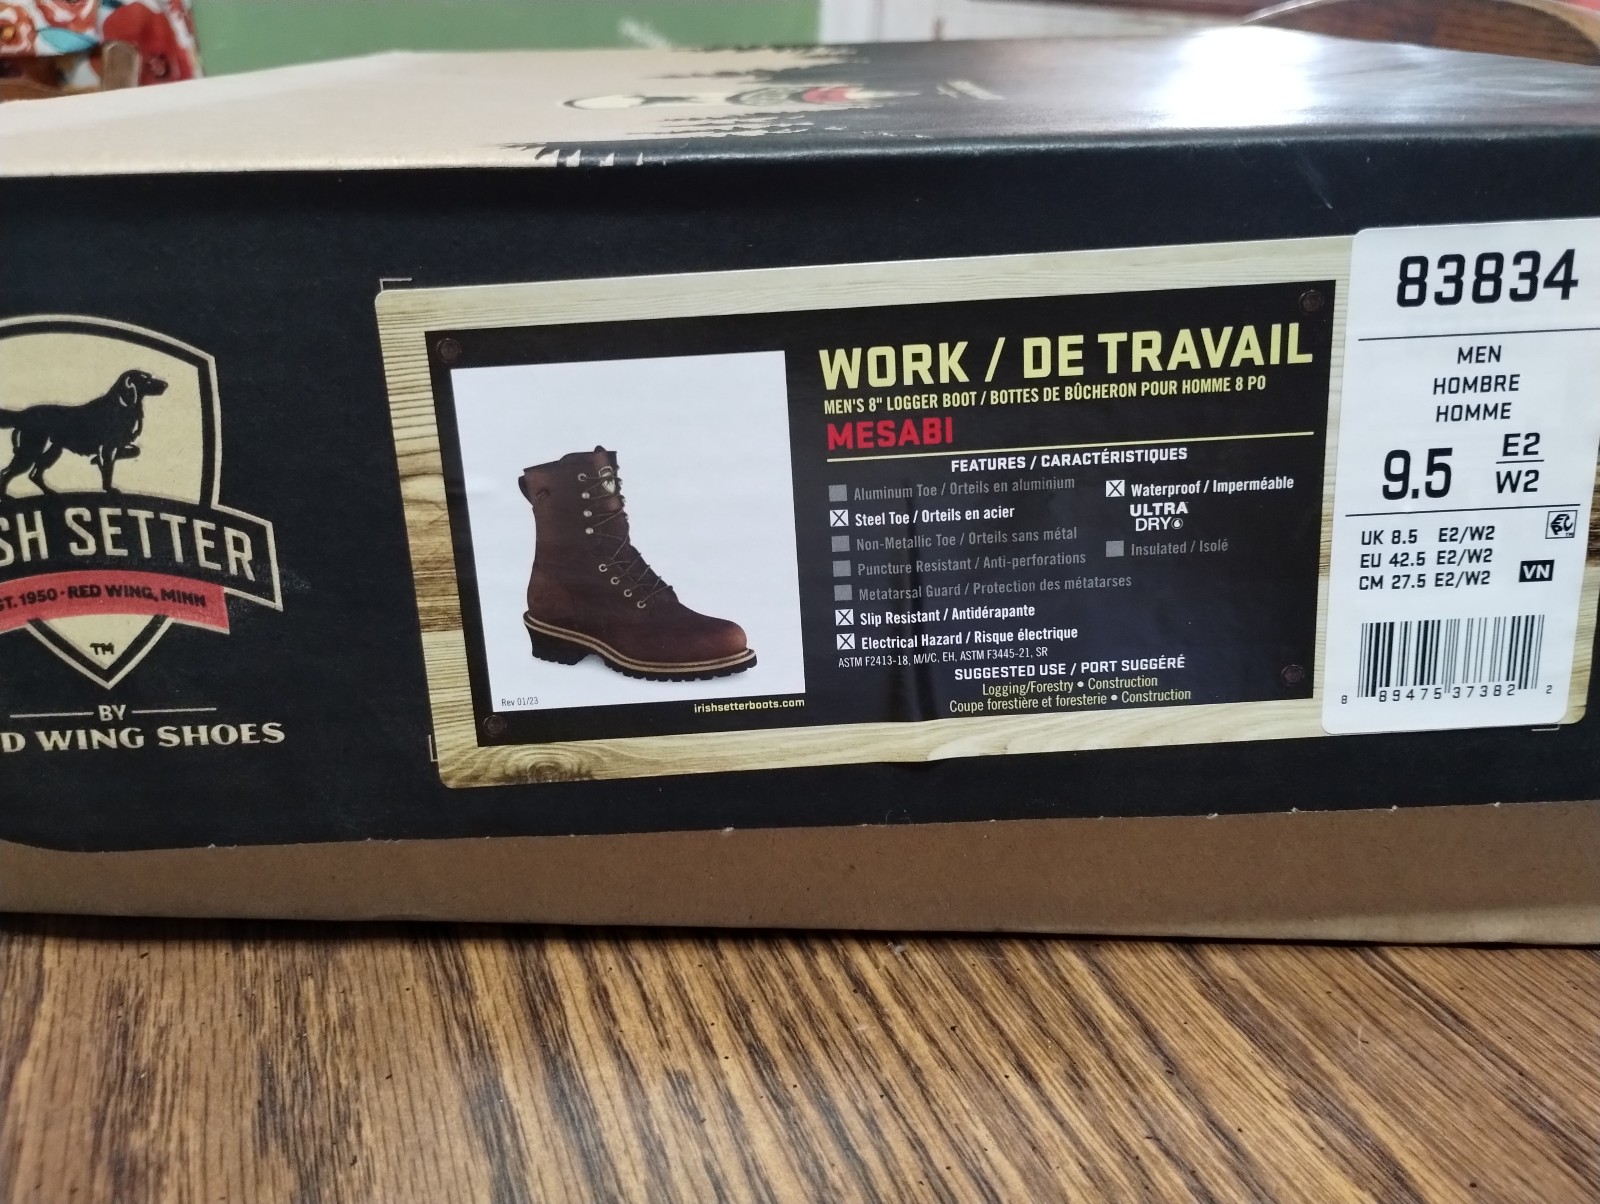 SH SETTER
ST. 1950 · RED WING, MINN
TM
BY
D WING SHOES
Rev 01/23
irishsetterboots.com
WORK / DE TRAVAIL
MEN'S 8" LOGGER BOOT / BOTTES DE BÛCHERON POUR HOMME 8 PO
MESABI
FEATURES / CARACTÉRISTIQUES
Aluminum Toe / Orteils en aluminium
Steel Toe / Orteils en acier
Non-Metallic Toe / Orteils sans métal
Puncture Resistant / Anti-perforations
Metatarsal Guard / Protection des métatarses
Slip Resistant / Antidérapante
Electrical Hazard / Risque électrique
ASTM F2413-18, M/I/C, EH, ASTM F3445-21, SR
Waterproof / Imperméable
ULTRA
DRY
Insulated / Isolé
SUGGESTED USE / PORT SUGGÉRÉ
Logging/Forestry • Construction
Coupe forestière et foresterie • Construction
83834
MEN
HOMBRE
HOMME
9.5 E2
W2
UK 8.5 E2/W2
EU 42.5 E2/W2
CM 27.5 E2/W2
VN
8 89475 37382 2